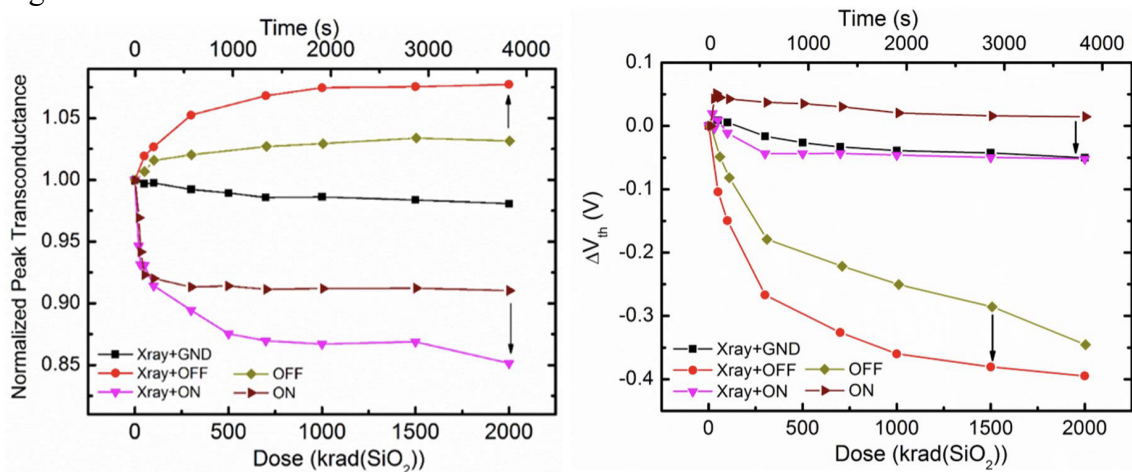 Time (s)
0 1000 2000 3000 4000
1.05
1.00
0.95
0.90
0.85
Normalized Peak Transconductance
Xray+GND
Xray+OFF OFF
Xray+ON ON
0 500 1000 1500 2000
Dose (krad(SiO2))
Time (s)
0 1000 2000 3000 4000
0.1
0.0
-0.1
-0.2
-0.3
-0.4
ΔVth (V)
Xray+GND
Xray+OFF OFF
Xray+ON ON
0 500 1000 1500 2000
Dose (krad(SiO2))